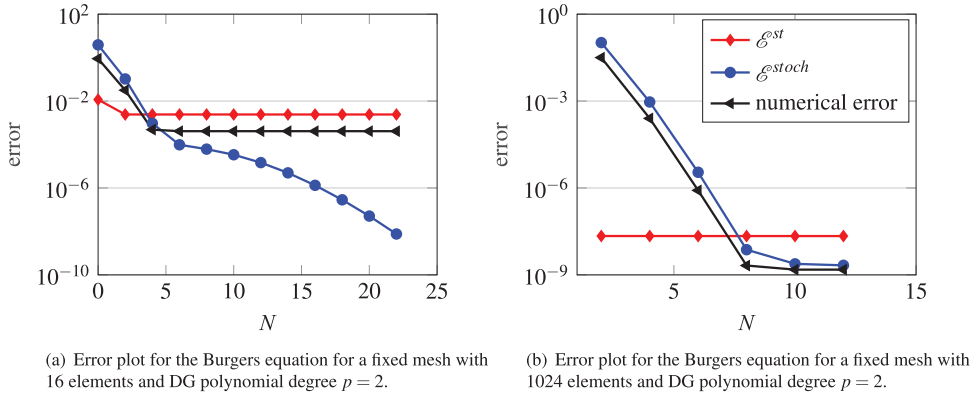 10^2
10^−2
10^−6
10^−10
error
0 5 10 15 20 25
N
(a) Error plot for the Burgers equation for a fixed mesh with
16 elements and DG polynomial degree p = 2.
10^0
10^−3
10^−6
10^−9
error
5 10 15
N
ℰ^st
ℰ^stoch
numerical error
(b) Error plot for the Burgers equation for a fixed mesh with
1024 elements and DG polynomial degree p = 2.